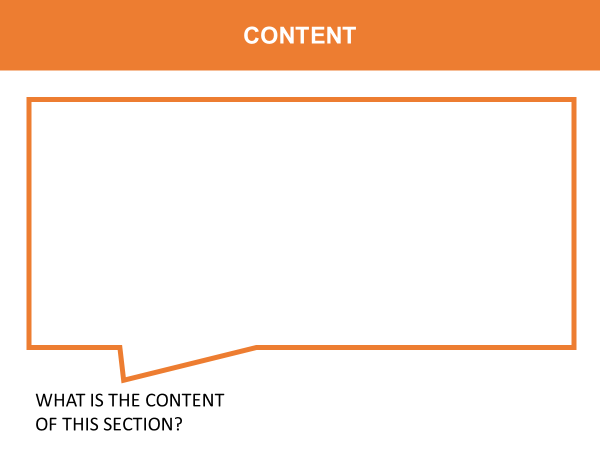 CONTENT
WHAT IS THE CONTENT
OF THIS SECTION?